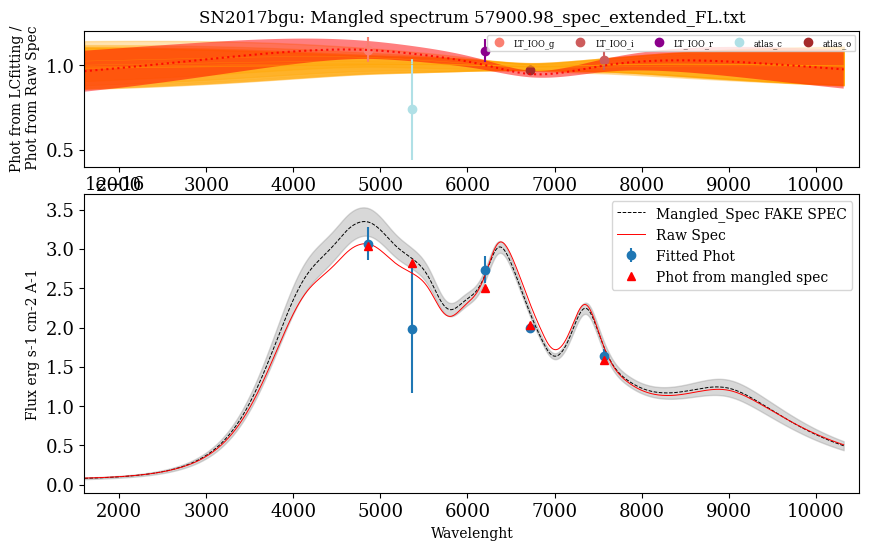 SN2017bgu: Mangled spectrum 57900.98_spec_extended_FL.txt
Phot from LCfitting /
Phot from Raw Spec
1.0
0.5
LT_IOO_g LT_IOO_i LT_IOO_r atlas_c atlas_o
2000 3000 4000 5000 6000 7000 8000 9000 10000
1e−16
Flux erg s-1 cm-2 A-1
3.5
3.0
2.5
2.0
1.5
1.0
0.5
0.0
Mangled_Spec FAKE SPEC
Raw Spec
Fitted Phot
Phot from mangled spec
2000 3000 4000 5000 6000 7000 8000 9000 10000
Wavelenght